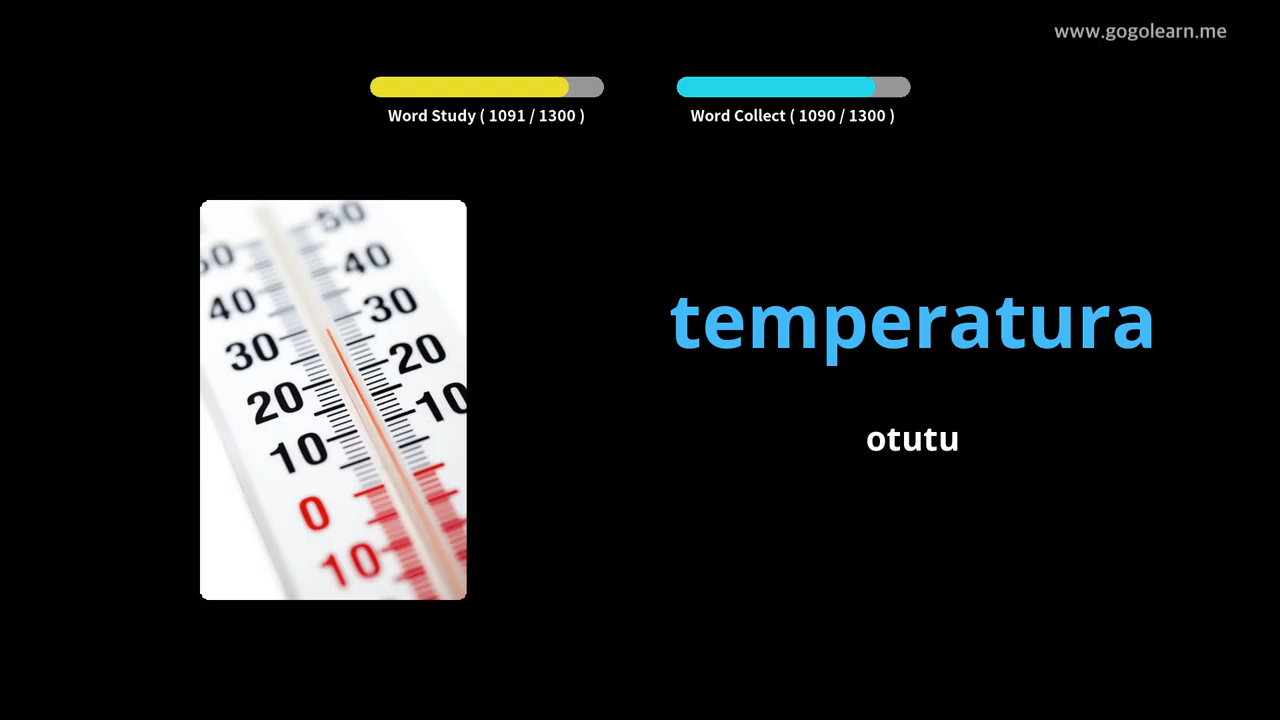 www.gogolearn.me
Word Study ( 1091 / 1300 )
Word Collect ( 1090 / 1300 )
temperatura
otutu
50
50
40
40
30
30
20
20
10
10
0
10